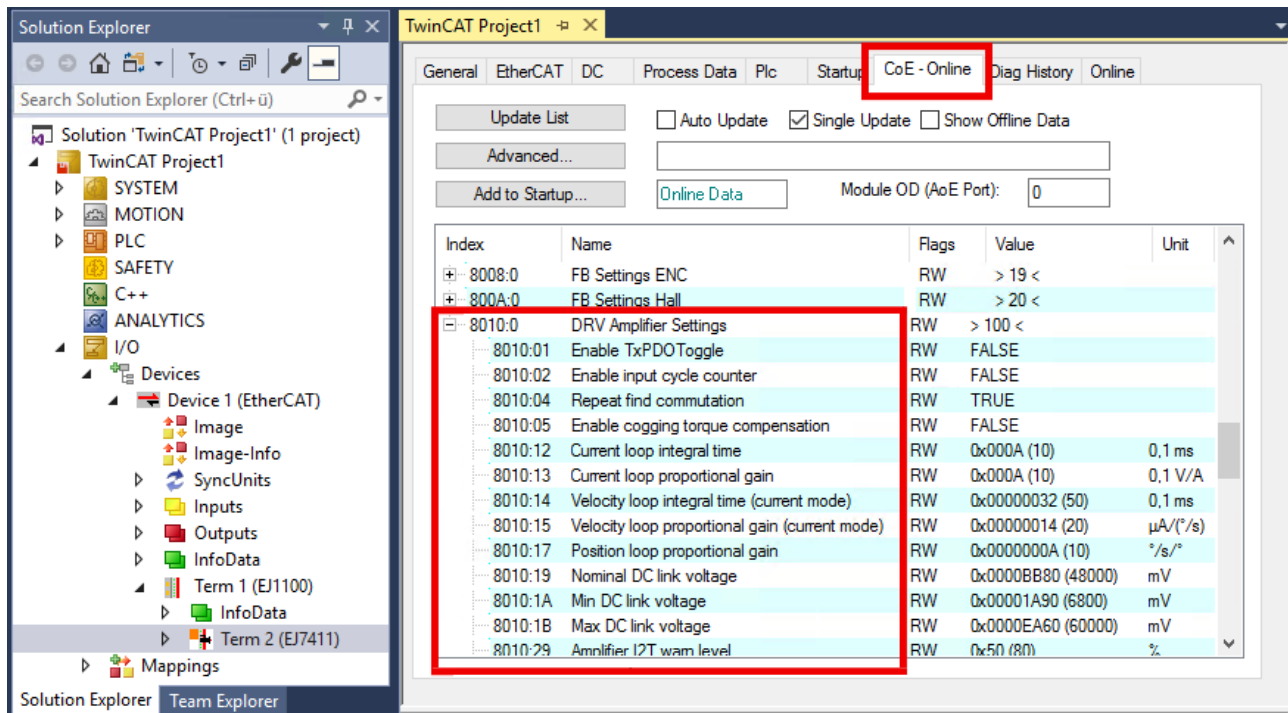 Solution Explorer
Search Solution Explorer (Ctrl+ü)
Solution 'TwinCAT Project1' (1 project)
TwinCAT Project1
SYSTEM
MOTION
PLC
SAFETY
C++
ANALYTICS
I/O
Devices
Device 1 (EtherCAT)
Image
Image-Info
SyncUnits
Inputs
Outputs
InfoData
Term 1 (EJ1100)
InfoData
Term 2 (EJ7411)
Mappings
Solution Explorer Team Explorer
TwinCAT Project1
General EtherCAT DC Process Data Plc Startup CoE - Online Diag History Online
Update List Auto Update Single Update Show Offline Data
Advanced...
Add to Startup... Online Data Module OD (AoE Port): 0
Index Name Flags Value Unit
8008:0 FB Settings ENC RW > 19 <
800A:0 FB Settings Hall RW > 20 <
8010:0 DRV Amplifier Settings RW > 100 <
8010:01 Enable TxPDOToggle RW FALSE
8010:02 Enable input cycle counter RW FALSE
8010:04 Repeat find commutation RW TRUE
8010:05 Enable cogging torque compensation RW FALSE
8010:12 Current loop integral time RW 0x000A (10) 0,1 ms
8010:13 Current loop proportional gain RW 0x000A (10) 0,1 V/A
8010:14 Velocity loop integral time (current mode) RW 0x00000032 (50) 0,1 ms
8010:15 Velocity loop proportional gain (current mode) RW 0x00000014 (20) µA/(°/s)
8010:17 Position loop proportional gain RW 0x0000000A (10) °/s/°
8010:19 Nominal DC link voltage RW 0x0000BB80 (48000) mV
8010:1A Min DC link voltage RW 0x00001A90 (6800) mV
8010:1B Max DC link voltage RW 0x0000EA60 (60000) mV
8010:29 Amplifier I2T warn level RW 0x50 (80) %